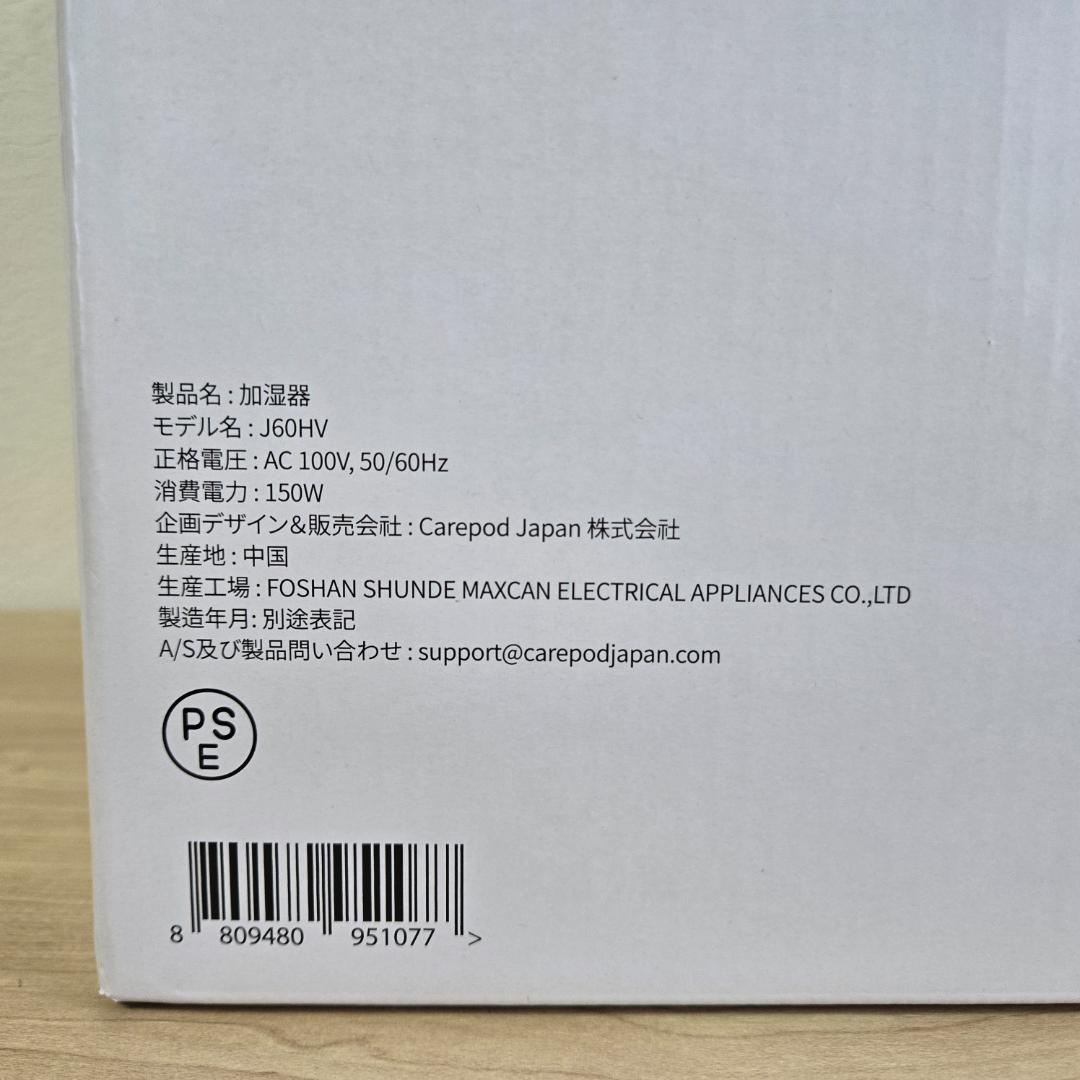 製品名 : 加湿器
モデル名 : J60HV
正格電圧 : AC 100V, 50/60Hz
消費電力 : 150W
企画デザイン&販売会社 : Carepod Japan 株式会社
生産地 : 中国
生産工場 : FOSHAN SHUNDE MAXCAN ELECTRICAL APPLIANCES CO.,LTD
製造年月: 別途表記
A/S及び製品問い合わせ : support@carepodjapan.com
PS
E
8 809480 951077 >